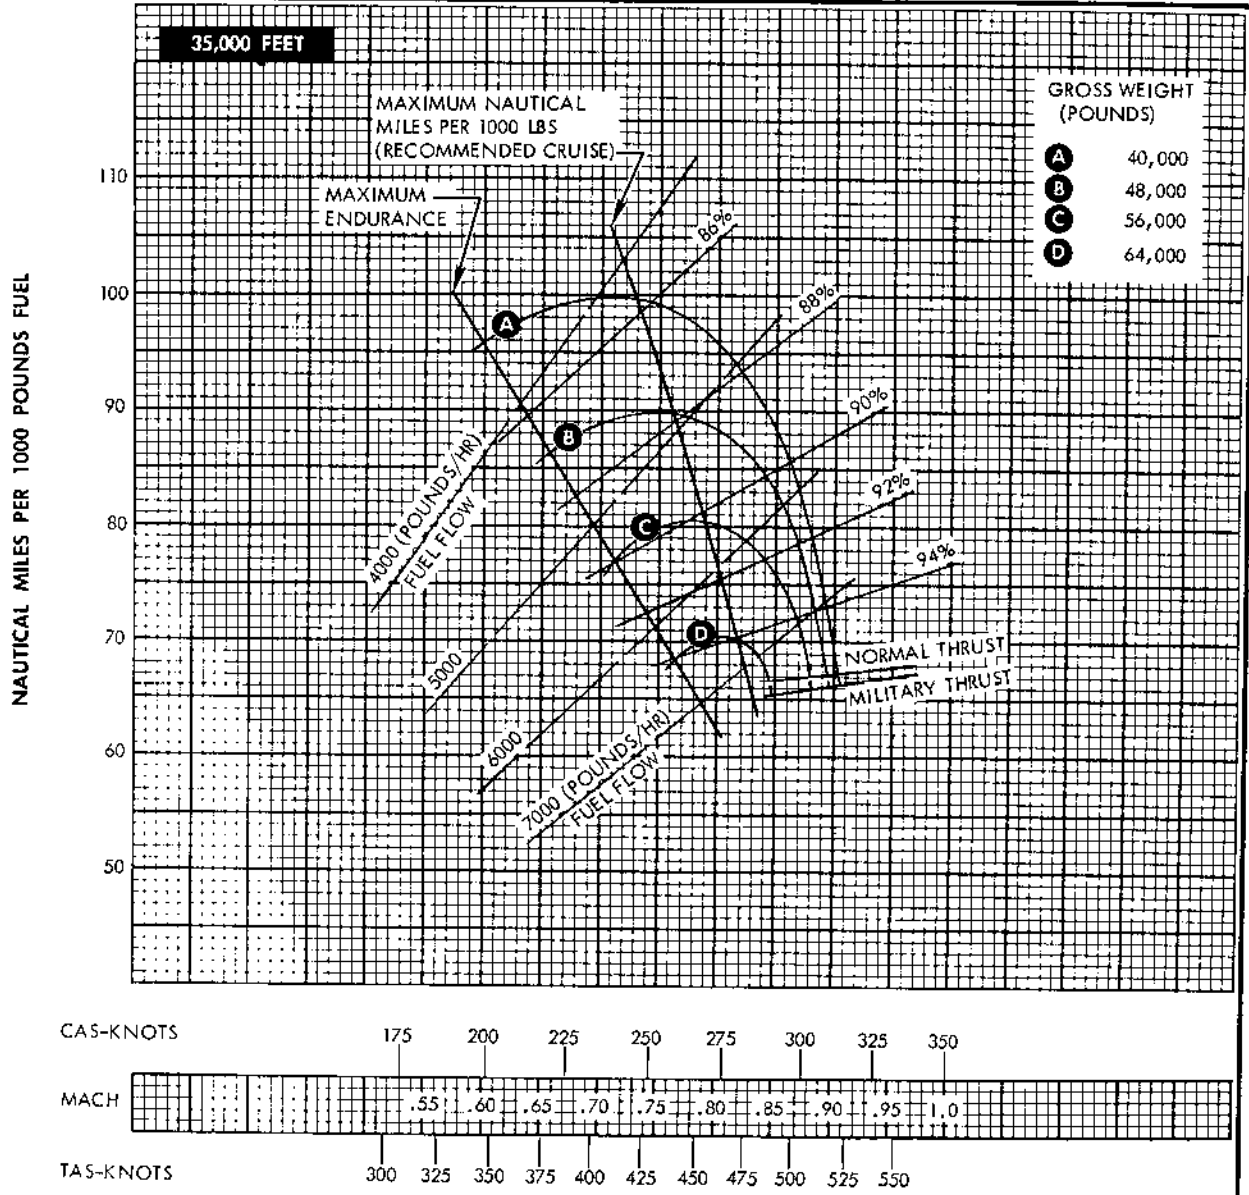 35,000 FEET
MAXIMUM NAUTICAL
MILES PER 1000 LBS
(RECOMMENDED CRUISE)
MAXIMUM
ENDURANCE
GROSS WEIGHT
(POUNDS)
A 40,000
B 48,000
C 56,000
D 64,000
NAUTICAL MILES PER 1000 POUNDS FUEL
110
100
90
80
70
60
50
86%
88%
90%
92%
94%
A
B
C
D
4000 (POUNDS/HR)
FUEL FLOW
5000
6000
7000 (POUNDS/HR)
FUEL FLOW
NORMAL THRUST
MILITARY THRUST
CAS-KNOTS 175 200 225 250 275 300 325 350
MACH .55 .60 .65 .70 .75 .80 .85 .90 .95 1.0
TAS-KNOTS 300 325 350 375 400 425 450 475 500 525 550